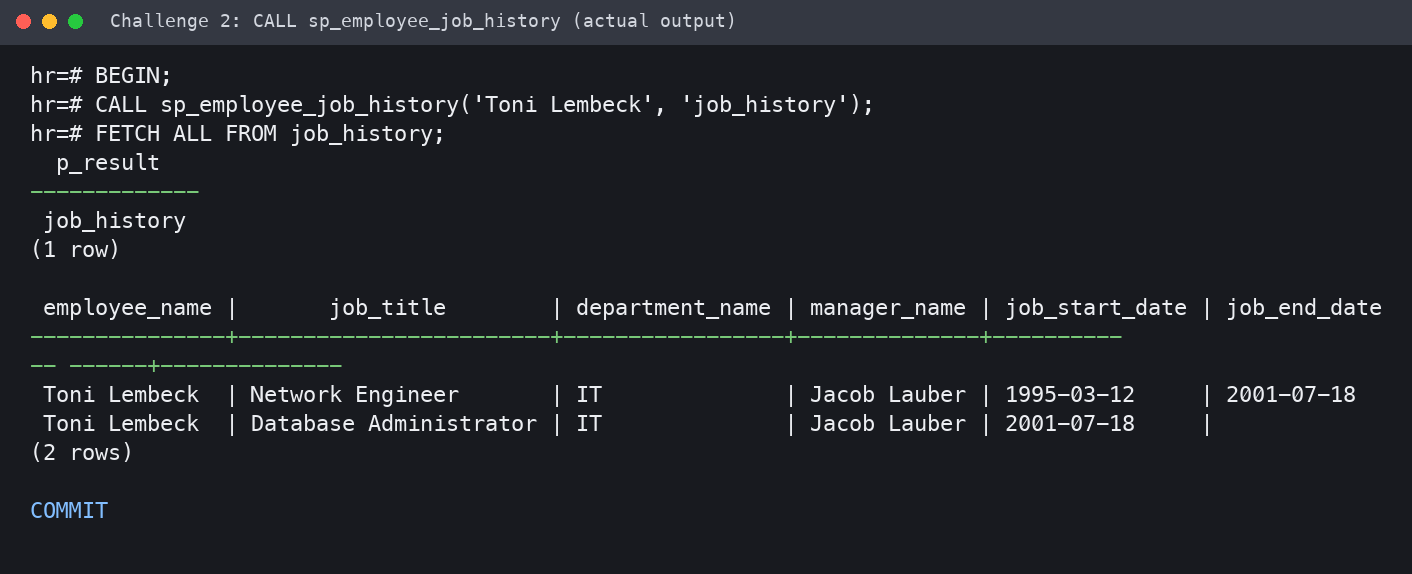 Challenge 2: CALL sp_employee_job_history (actual output)
hr=# BEGIN;
hr=# CALL sp_employee_job_history('Toni Lembeck', 'job_history');
hr=# FETCH ALL FROM job_history;
  p_result
-------------
 job_history
(1 row)

 employee_name |       job_title        | department_name | manager_name | job_start_date | job_end_date
---------------+------------------------+-----------------+--------------+----------
-- ------+--------------
 Toni Lembeck  | Network Engineer       | IT              | Jacob Lauber | 1995-03-12     | 2001-07-18
 Toni Lembeck  | Database Administrator | IT              | Jacob Lauber | 2001-07-18     |
(2 rows)

COMMIT